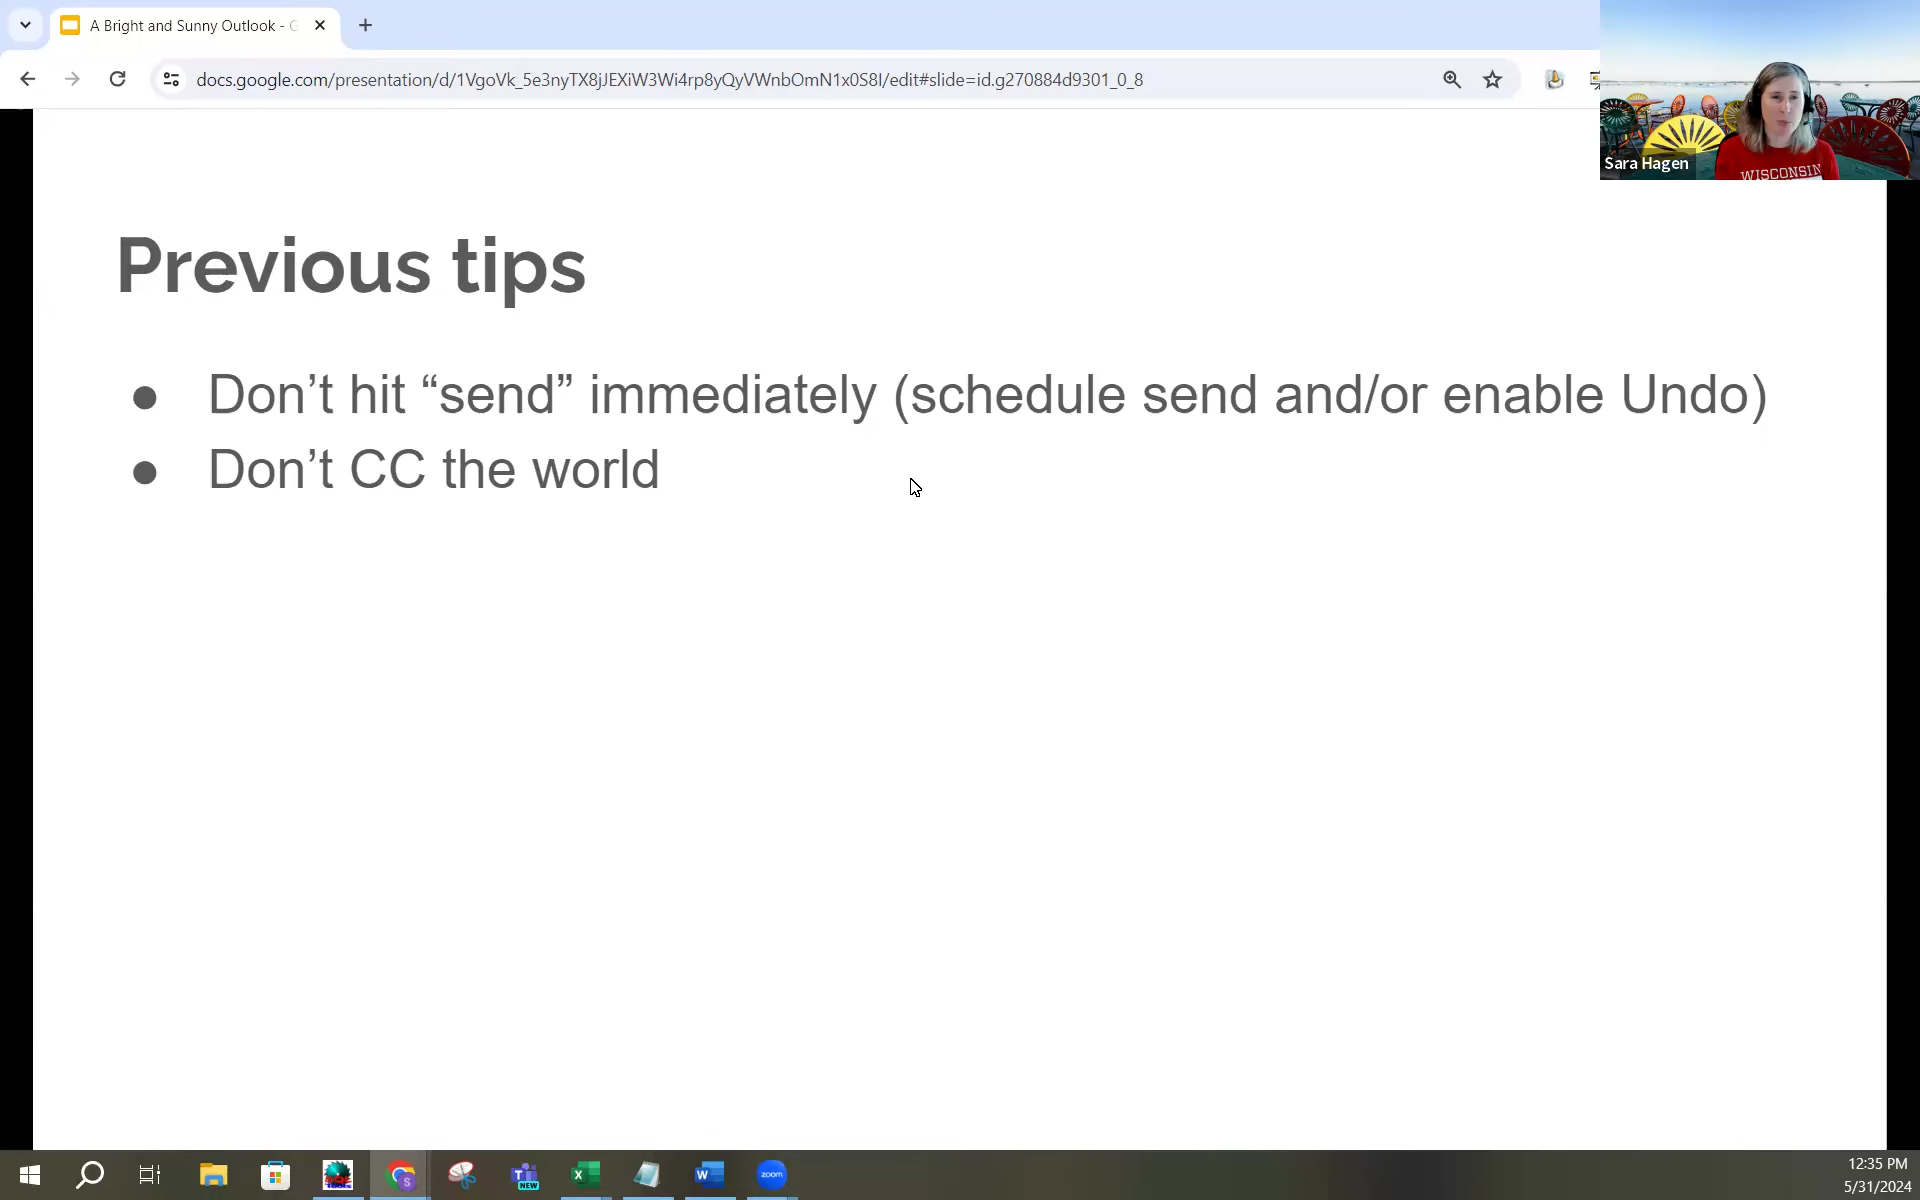 A Bright and Sunny Outlook - G
docs.google.com/presentation/d/1VgoVk_5e3nyTX8jJEXiW3Wi4rp8yQyVWnbOmN1x0S8I/edit#slide=id.g270884d9301_0_8
Sara Hagen
WISCONSIN
Previous tips
● Don’t hit “send” immediately (schedule send and/or enable Undo)
● Don’t CC the world
S
T
NEW
X
W
zoom
12:35 PM
5/31/2024